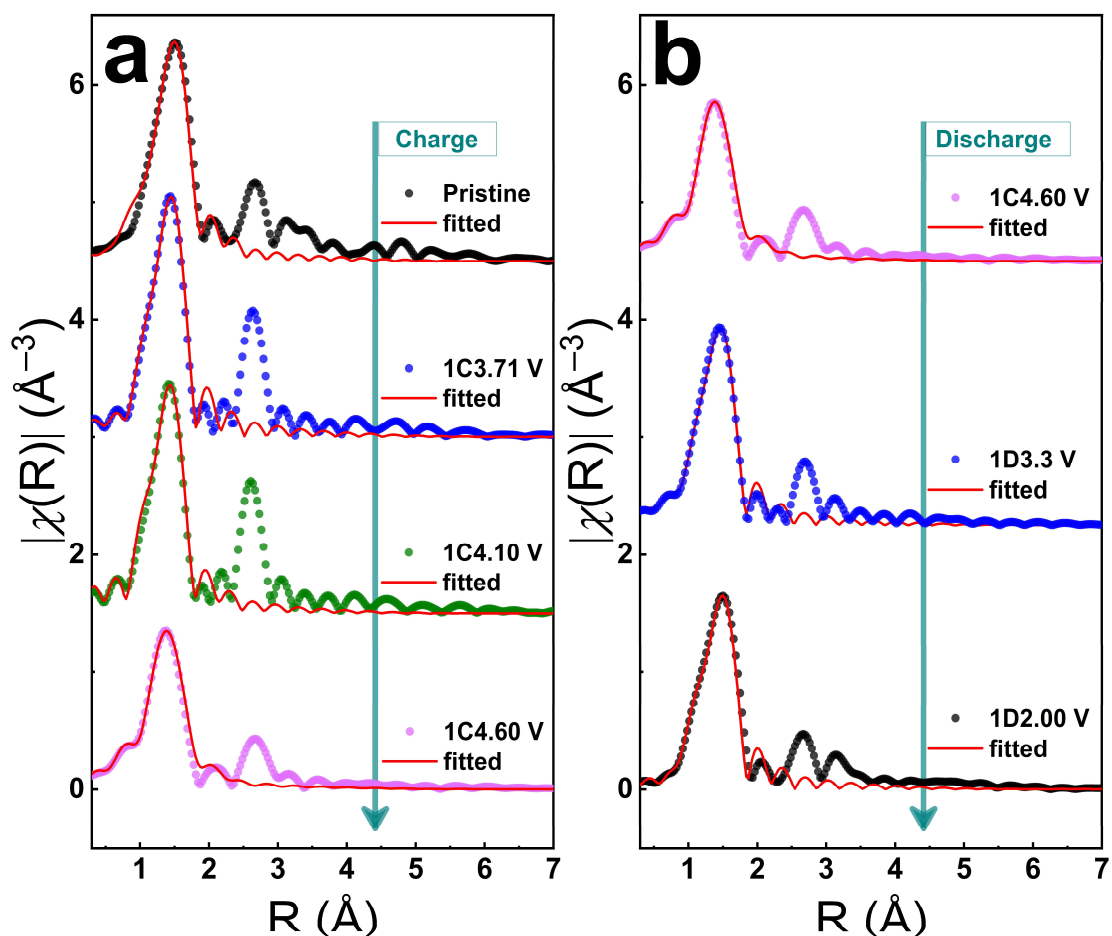 a
Charge
Pristine
fitted
1C3.71 V
fitted
1C4.10 V
fitted
1C4.60 V
fitted
6
4
2
0
|χ(R)| (Å−3)
1 2 3 4 5 6 7
R (Å)
b
Discharge
1C4.60 V
fitted
1D3.3 V
fitted
1D2.00 V
fitted
6
4
2
0
|χ(R)| (Å−3)
1 2 3 4 5 6 7
R (Å)